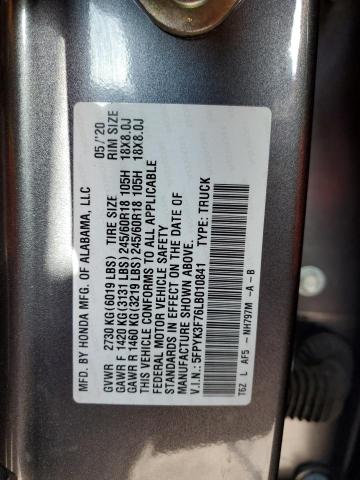 MFD. BY HONDA MFG. OF ALABAMA, LLC 05/'20
GVWR 2730 KG (6019 LBS) TIRE SIZE RIM SIZE
GAWR F 1420 KG (3131 LBS) 245/60R18 105H 18X8.0J
GAWR R 1460 KG (3219 LBS) 245/60R18 105H 18X8.0J
THIS VEHICLE CONFORMS TO ALL APPLICABLE
FEDERAL MOTOR VEHICLE SAFETY
STANDARDS IN EFFECT ON THE DATE OF
MANUFACTURE SHOWN ABOVE.
V.I.N.: 5FPYK3F76LB010841 TYPE: TRUCK
T6Z L AF5 - NH797M -A -B